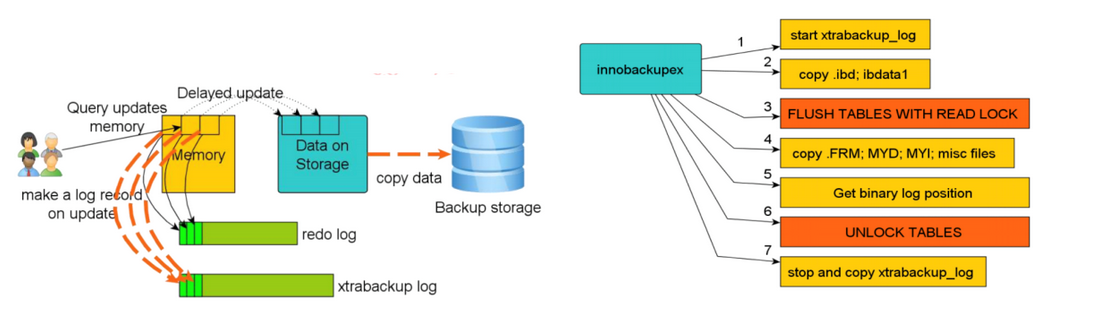 Delayed update
Query updates
memory
Memory
Data on
Storage
copy data
Backup storage
make a log record
on update
redo log
xtrabackup log
innobackupex
1
start xtrabackup_log
2
copy .ibd; ibdata1
3
FLUSH TABLES WITH READ LOCK
4
copy .FRM; MYD; MYI; misc files
5
Get binary log position
6
UNLOCK TABLES
7
stop and copy xtrabackup_log